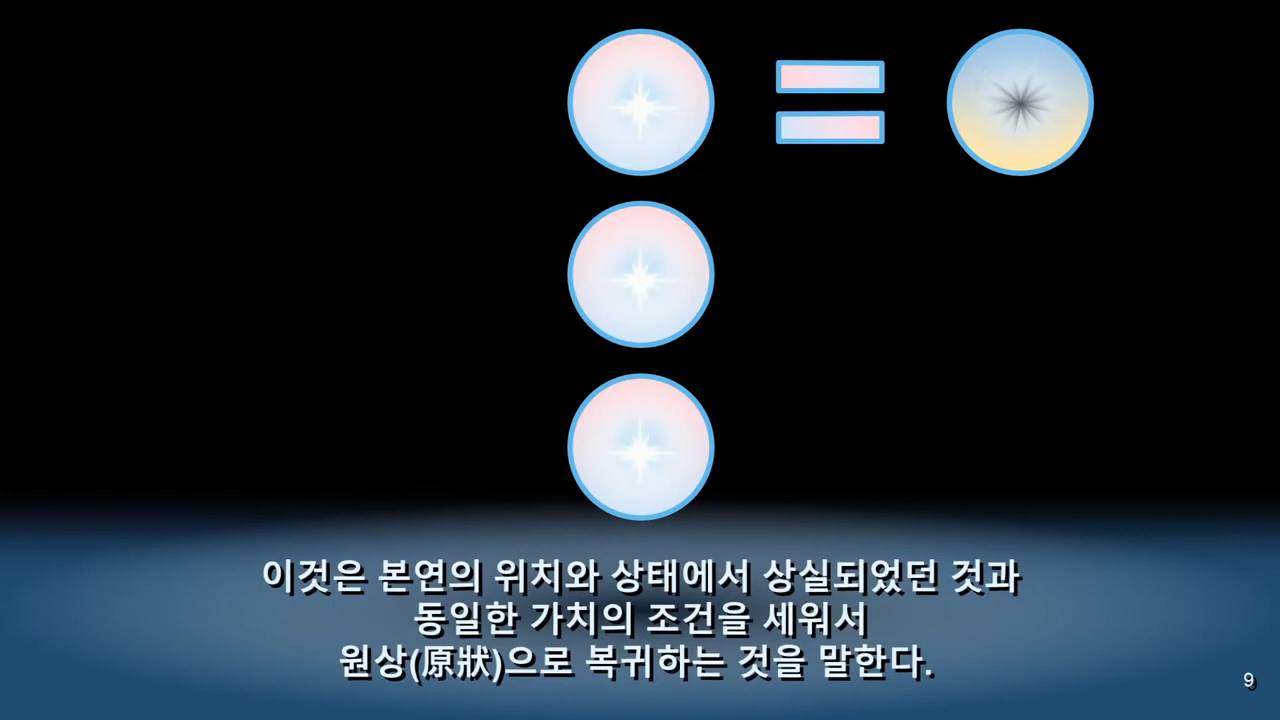 이것은 본연의 위치와 상태에서 상실되었던 것과
동일한 가치의 조건을 세워서
원상(原狀)으로 복귀하는 것을 말한다.
9